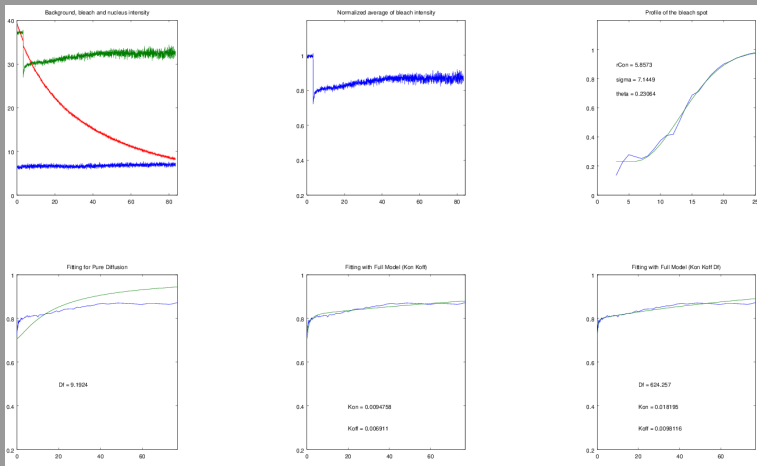 Background, bleach and nucleus intensity
40
30
20
10
0
0 20 40 60 80
Normalized average of bleach intensity
1
0.8
0.6
0.4
0.2
0 20 40 60 80
Profile of the bleach spot
1
0.8
0.6
0.4
0.2
0
0 5 10 15 20 25
rCon = 5.8573
sigma = 7.1449
theta = 0.23064
Fitting for Pure Diffusion
1
0.8
0.6
0.4
0.2
0 20 40 60
Df = 9.1924
Fitting with Full Model (Kon Koff)
1
0.8
0.6
0.4
0.2
0 20 40 60
Kon = 0.0094758
Koff = 0.006911
Fitting with Full Model (Kon Koff Df)
1
0.8
0.6
0.4
0.2
0 20 40 60
Df = 624.257
Kon = 0.018195
Koff = 0.0098116